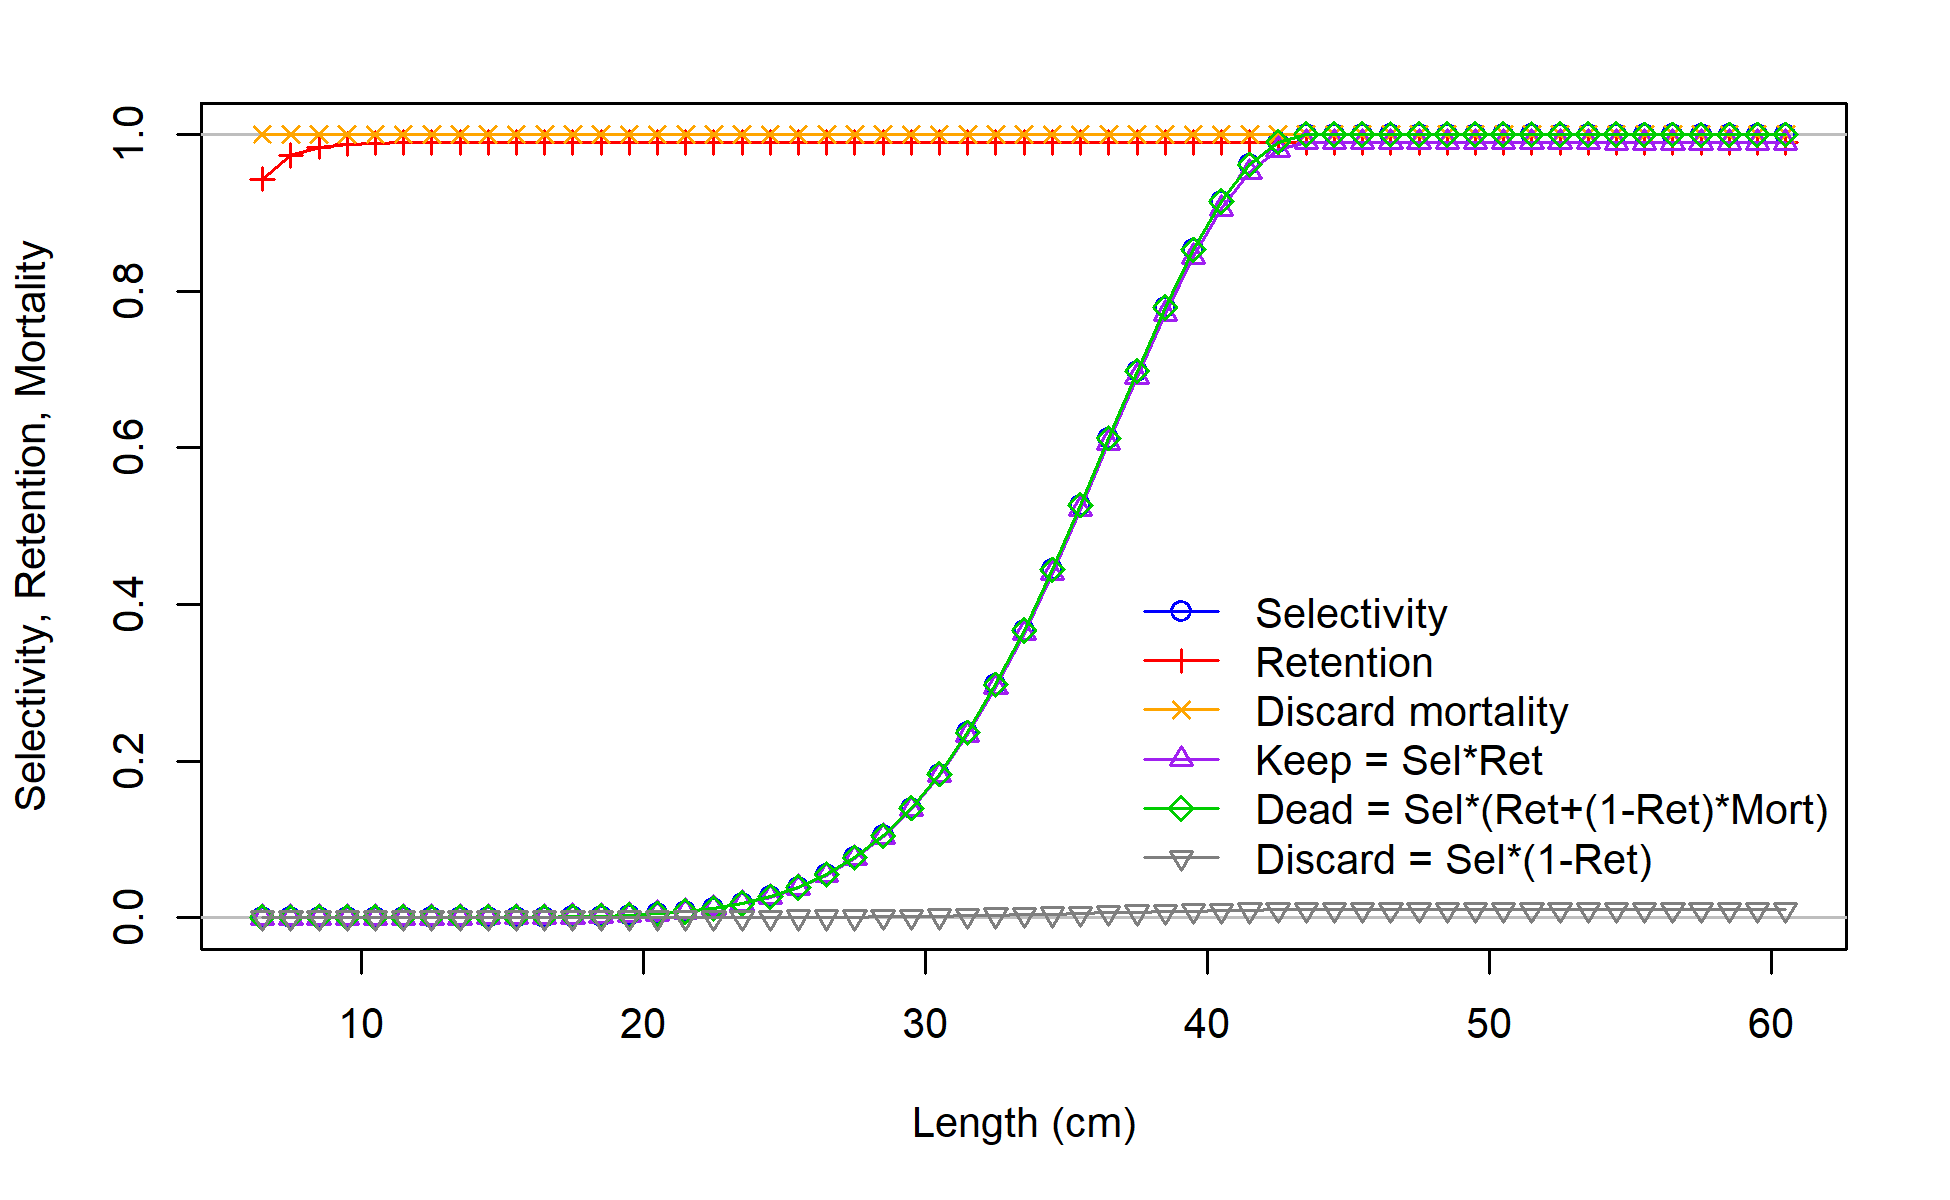 Selectivity, Retention, Mortality
1.0
0.8
0.6
0.4
0.2
0.0
Selectivity
Retention
Discard mortality
Keep = Sel*Ret
Dead = Sel*(Ret+(1-Ret)*Mort)
Discard = Sel*(1-Ret)
10 20 30 40 50 60
Length (cm)